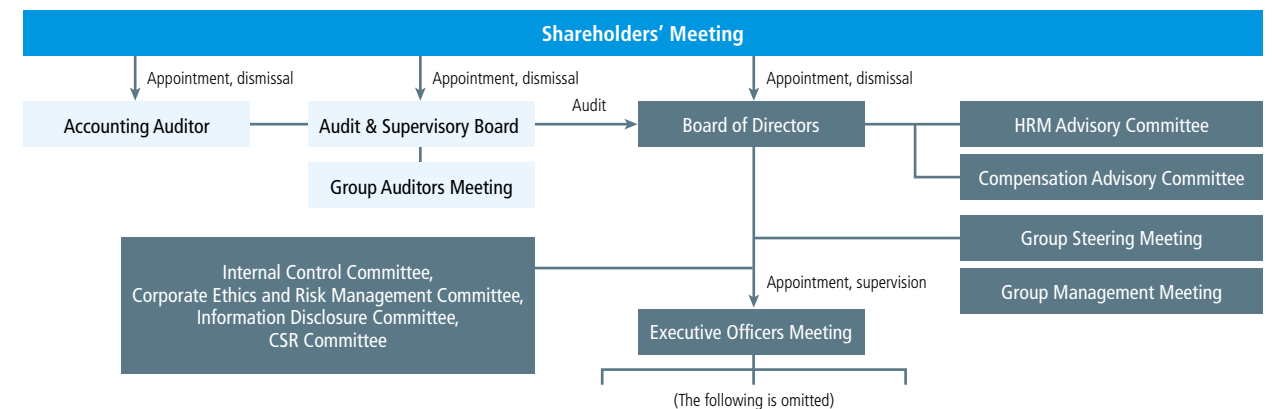 Shareholders’ Meeting
Appointment, dismissal
Appointment, dismissal
Appointment, dismissal
Accounting Auditor
Audit & Supervisory Board
Audit
Board of Directors
HRM Advisory Committee
Group Auditors Meeting
Compensation Advisory Committee
Group Steering Meeting
Internal Control Committee,
Corporate Ethics and Risk Management Committee,
Information Disclosure Committee,
CSR Committee
Appointment, supervision
Group Management Meeting
Executive Officers Meeting
(The following is omitted)